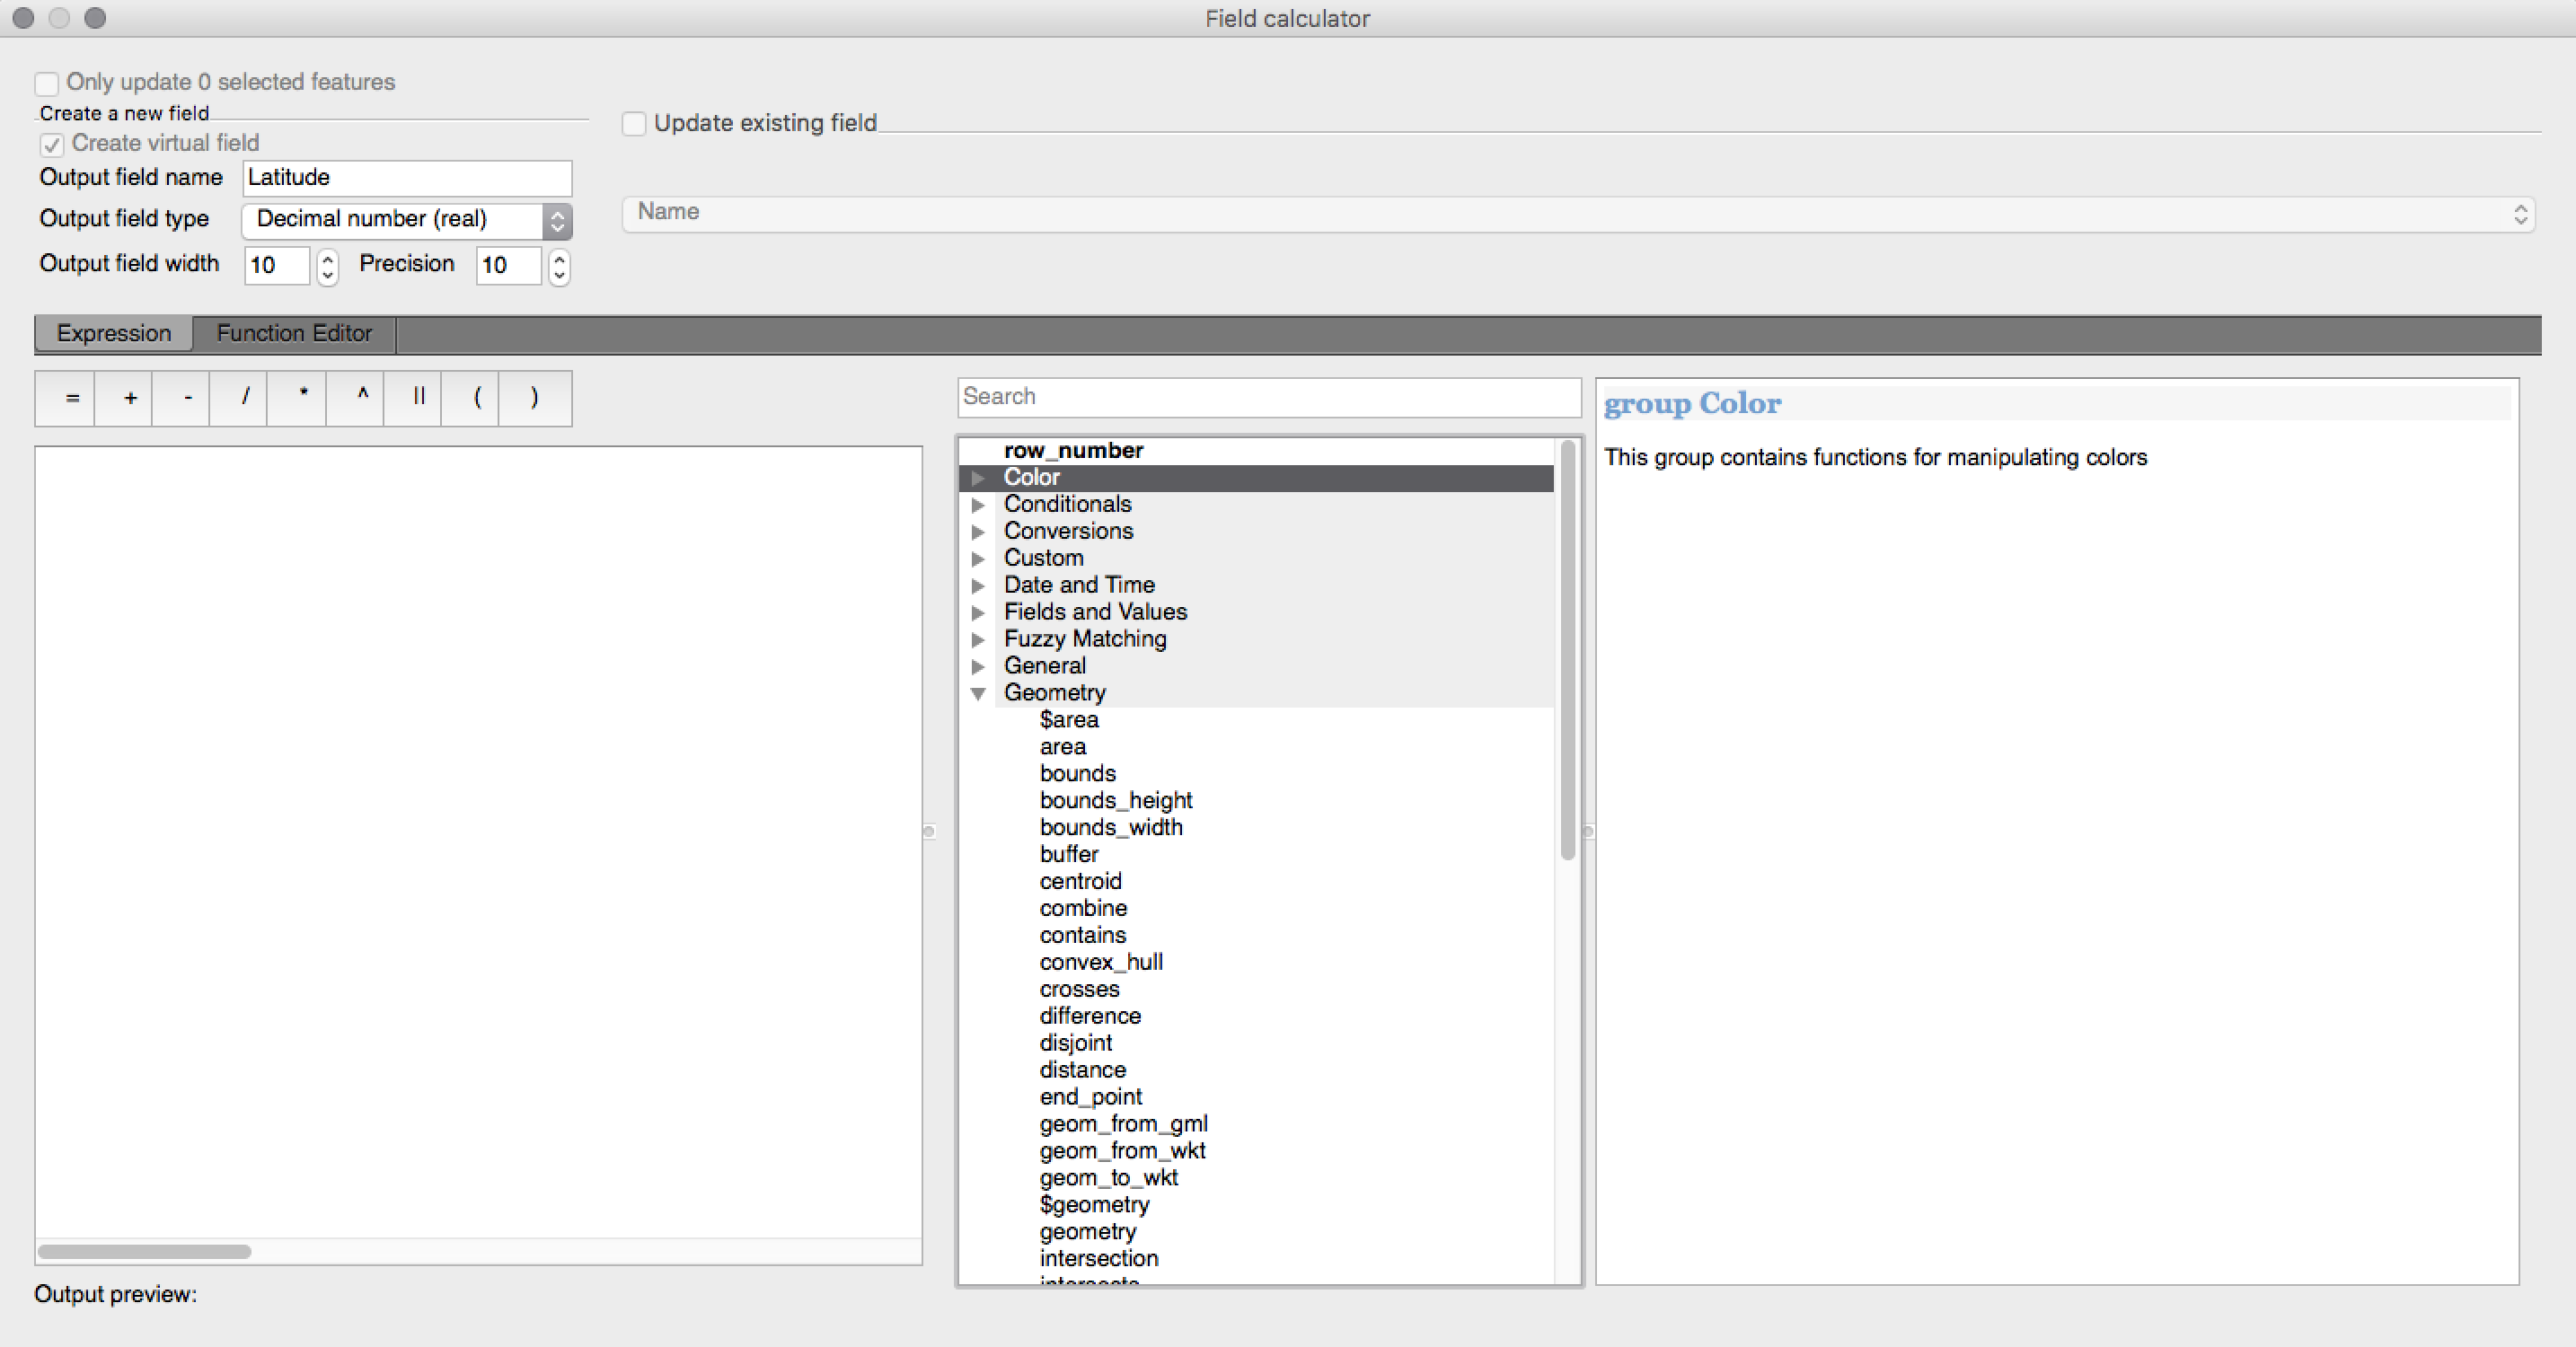 Field calculator
Only update 0 selected features
Create a new field
Create virtual field
Output field name Latitude
Output field type Decimal number (real)
Output field width 10 Precision 10
Update existing field
Name
Expression Function Editor
= + - / * ^ || ( )
Output preview:
Search
row_number
Color
Conditionals
Conversions
Custom
Date and Time
Fields and Values
Fuzzy Matching
General
Geometry
$area
area
bounds
bounds_height
bounds_width
buffer
centroid
combine
contains
convex_hull
crosses
difference
disjoint
distance
end_point
geom_from_gml
geom_from_wkt
geom_to_wkt
$geometry
geometry
intersection
intersects
group Color
This group contains functions for manipulating colors